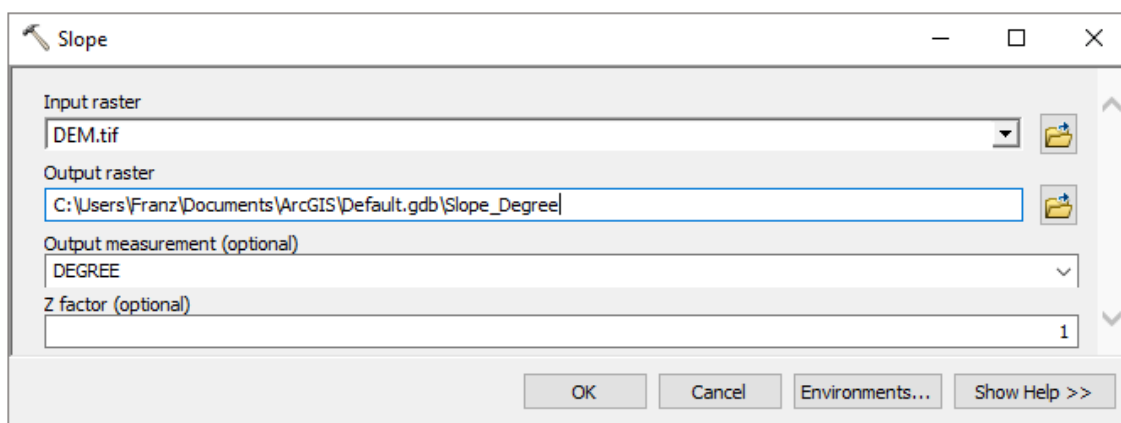 Slope
Input raster
DEM.tif
Output raster
C:\Users\Franz\Documents\ArcGIS\Default.gdb\Slope_Degree
Output measurement (optional)
DEGREE
Z factor (optional)
1
OK Cancel Environments... Show Help >>